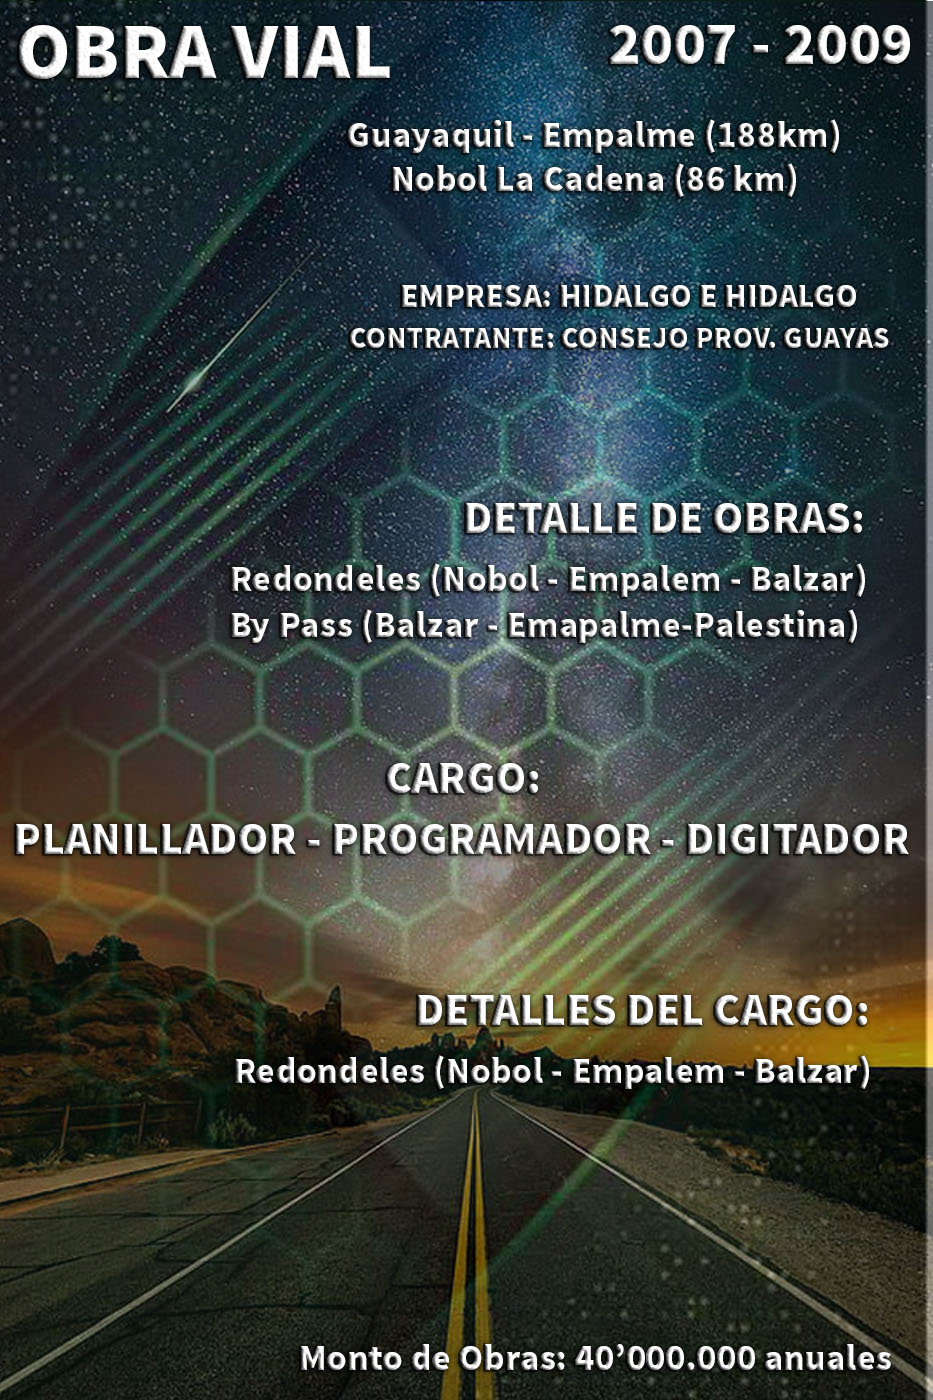 OBRA VIAL
2007 - 2009
Guayaquil - Empalme (188km)
Nobol La Cadena (86 km)
EMPRESA: HIDALGO E HIDALGO
CONTRATANTE: CONSEJO PROV. GUAYAS
DETALLE DE OBRAS:
Redondeles (Nobol - Empalem - Balzar)
By Pass (Balzar - Emapalme-Palestina)
CARGO:
PLANILLADOR - PROGRAMADOR - DIGITADOR
DETALLES DEL CARGO:
Redondeles (Nobol - Empalem - Balzar)
Monto de Obras: 40’000.000 anuales